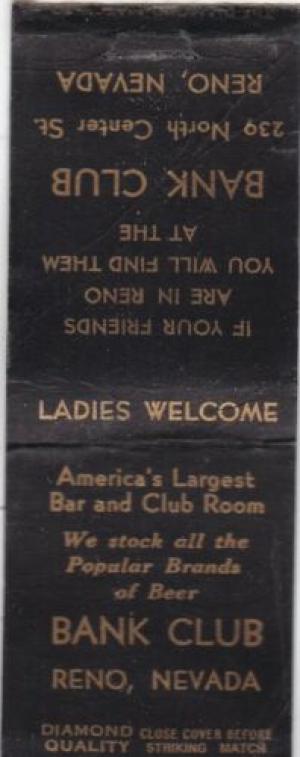 IF YOUR FRIENDS
ARE IN RENO
YOU WILL FIND THEM
AT THE
BANK CLUB
239 North Center St.
RENO, NEVADA
LADIES WELCOME
America's Largest
Bar and Club Room
We stock all the
Popular Brands
of Beer
BANK CLUB
RENO, NEVADA
DIAMOND QUALITY
CLOSE COVER BEFORE
STRIKING MATCH